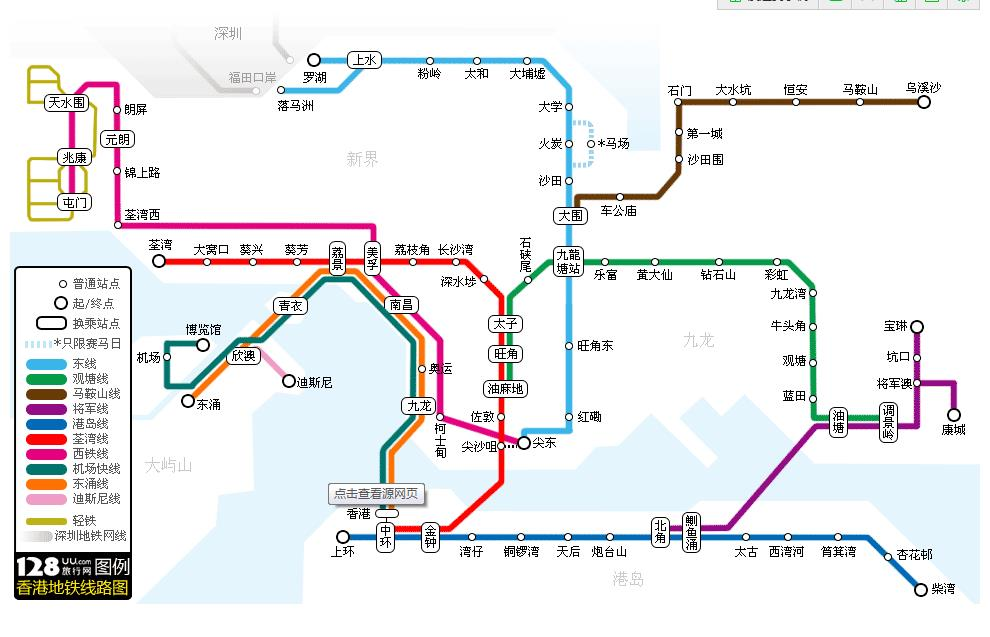 深圳
福田口岸
罗湖
上水
落马洲
粉岭
太和
大埔墟
大学
火炭
*马场
沙田
大围
石门
大水坑
恒安
马鞍山
乌溪沙
第一城
沙田围
车公庙
天水围
朗屏
元朗
兆康
锦上路
屯门
荃湾西
新界
荃湾
大窝口
葵兴
葵芳
荔景
美孚
荔枝角
长沙湾
深水埗
石硖尾
九龍塘站
乐富
黄大仙
钻石山
彩虹
九龙湾
牛头角
观塘
蓝田
油塘
调景岭
宝琳
坑口
将军澳
康城
九龙
青衣
南昌
太子
旺角
油麻地
旺角东
奥运
九龙
佐敦
红磡
柯士甸
尖沙咀
尖东
博览馆
机场
欣澳
迪斯尼
东涌
大屿山
点击查看源网页
香港
上环
中环
金钟
湾仔
铜锣湾
天后
炮台山
北角
鲗鱼涌
太古
西湾河
筲箕湾
杏花邨
柴湾
港岛
普通站点
起/终点
换乘站点
*只限赛马日
东线
观塘线
马鞍山线
将军线
港岛线
荃湾线
西铁线
机场快线
东涌线
迪斯尼线
轻铁
深圳地铁网线
128uu.com旅行网 图例
香港地铁线路图